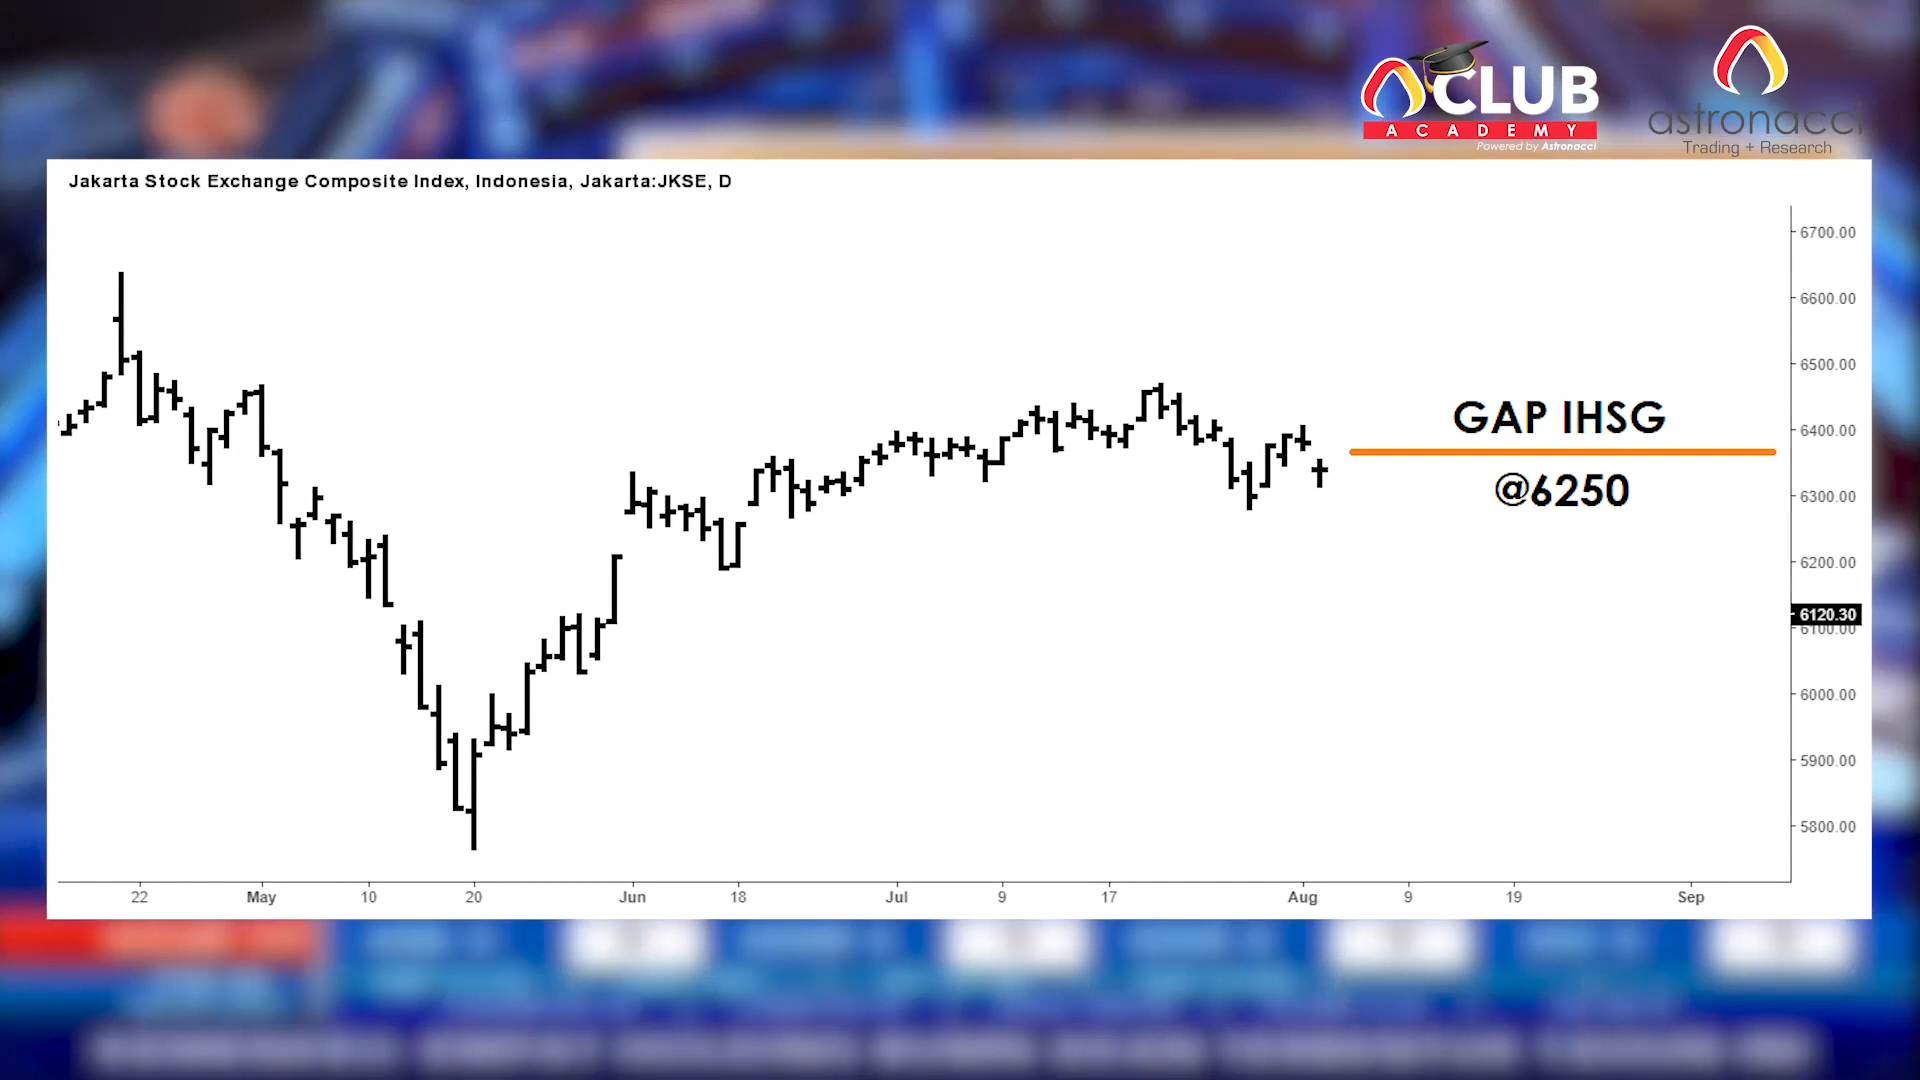 CLUB
ACADEMY
Powered by Astronacci
astronacci
Trading + Research
Jakarta Stock Exchange Composite Index, Indonesia, Jakarta:JKSE, D
6700.00
6600.00
6500.00
GAP IHSG
6400.00
@6250
6300.00
6200.00
6120.30
6100.00
6000.00
5900.00
5800.00
22 May 10 20 Jun 18 Jul 9 17 Aug 9 19 Sep